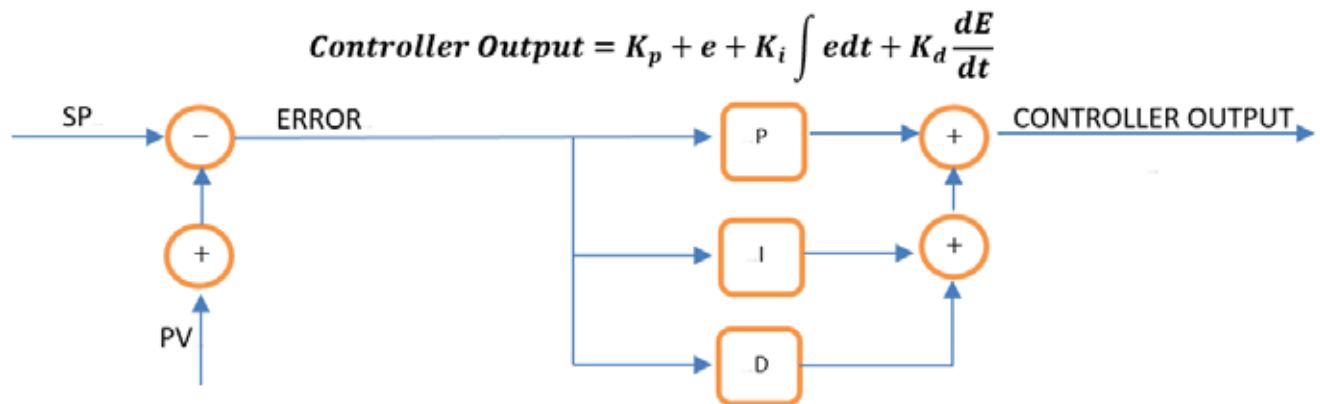 Controller Output = K_p + e + K_i ∫ edt + K_d dE/dt
SP
−
ERROR
P
+
CONTROLLER OUTPUT
+
I
+
PV
D